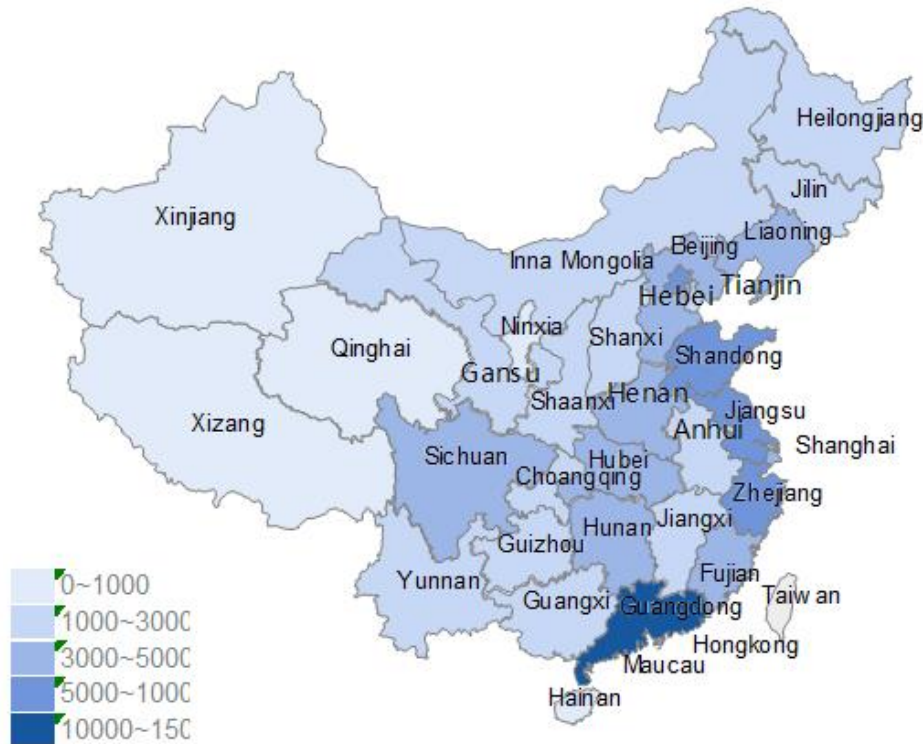 Heilongjiang
Jilin
Xinjiang
Liaoning
Beijing
Inna Mongolia
Tianjin
Hebei
Ninxia
Shanxi
Qinghai
Shandong
Gansu
Henan
Shaanxi
Jiangsu
Xizang
Anhui
Shanghai
Sichuan
Hubei
Choangqing
Zhejiang
Jiangxi
Hunan
Guizhou
Yunnan
Fujian
Taiwan
Guangxi
Guangdong
Hongkong
Maucau
Hainan
0~1000
1000~3000
3000~5000
5000~1000
10000~150